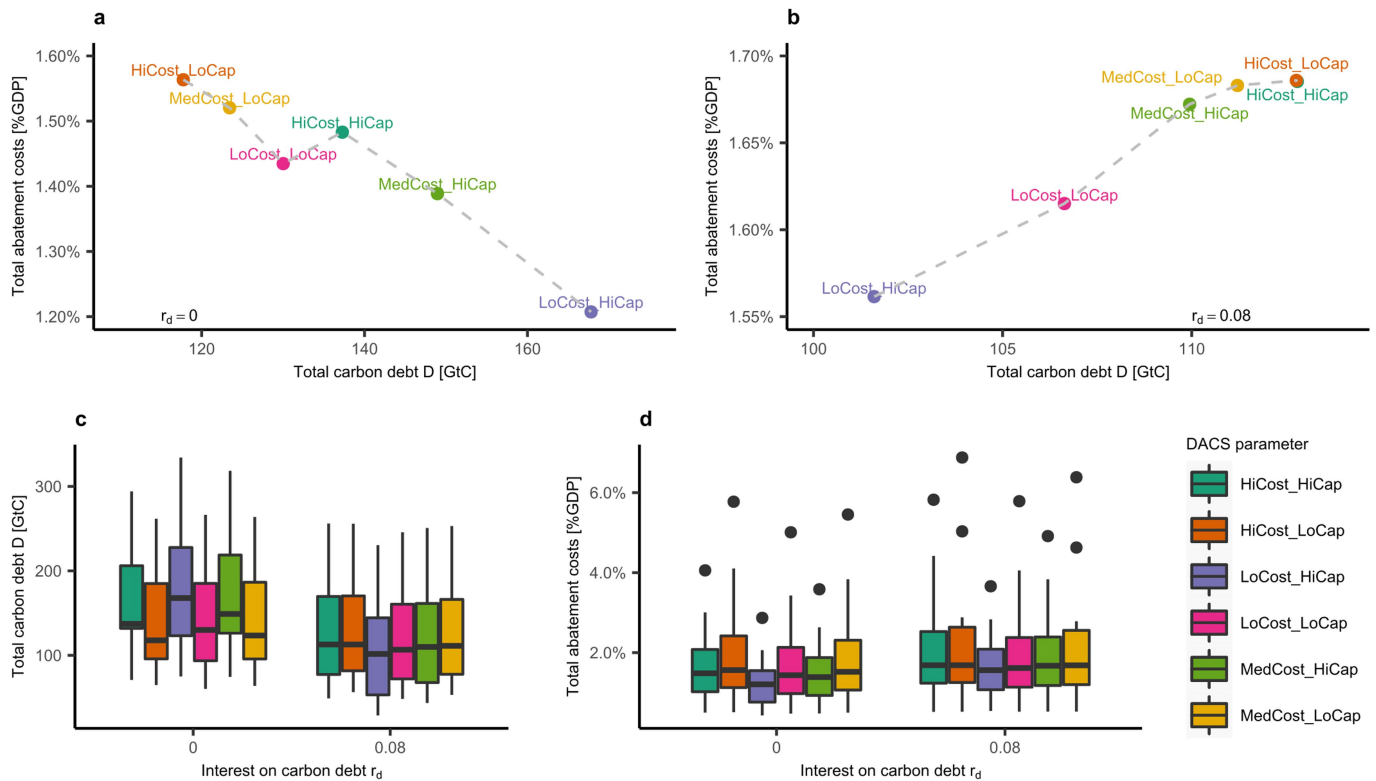 a
Total abatement costs [%GDP]
1.60%
1.50%
1.40%
1.30%
1.20%
HiCost_LoCap
MedCost_LoCap
HiCost_HiCap
LoCost_LoCap
MedCost_HiCap
LoCost_HiCap
r_d = 0
120
140
160
Total carbon debt D [GtC]
b
Total abatement costs [%GDP]
1.70%
1.65%
1.60%
1.55%
HiCost_LoCap
MedCost_LoCap
HiCost_HiCap
MedCost_HiCap
LoCost_LoCap
LoCost_HiCap
r_d = 0.08
100
105
110
Total carbon debt D [GtC]
c
Total carbon debt D [GtC]
300
200
100
0
0.08
Interest on carbon debt r_d
d
Total abatement costs [%GDP]
6.0%
4.0%
2.0%
0
0.08
Interest on carbon debt r_d
DACS parameter
HiCost_HiCap
HiCost_LoCap
LoCost_HiCap
LoCost_LoCap
MedCost_HiCap
MedCost_LoCap